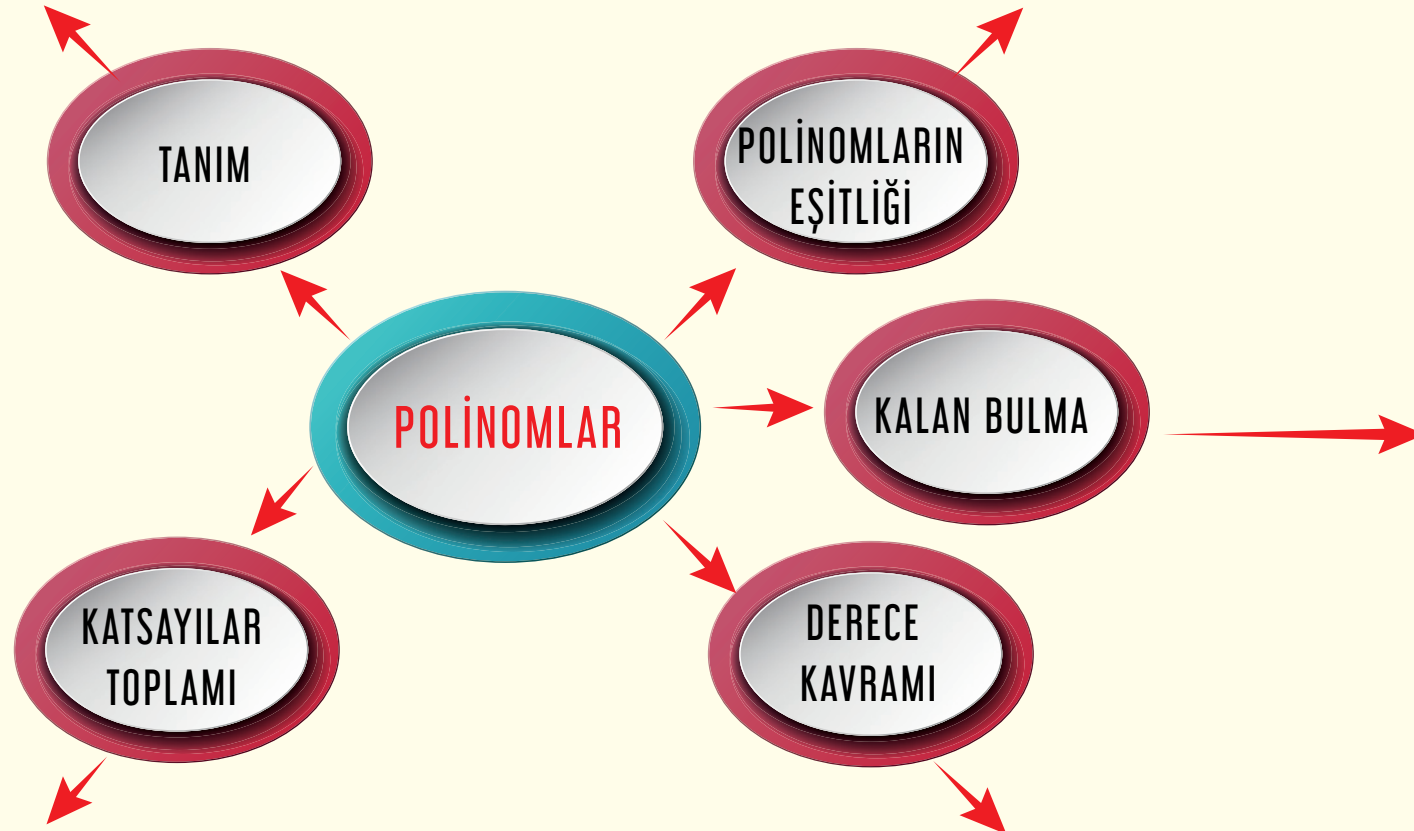 TANIM
POLİNOMLARIN
EŞİTLİĞİ
POLİNOMLAR
KALAN BULMA
KATSAYILAR
TOPLAMI
DERECE
KAVRAMI